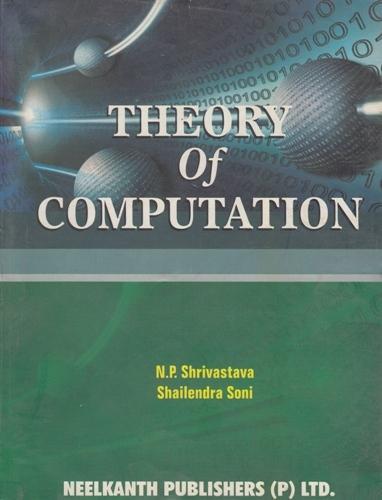 THEORY
Of
COMPUTATION
N.P. Shrivastava
Shailendra Soni
NEELKANTH PUBLISHERS (P) LTD.